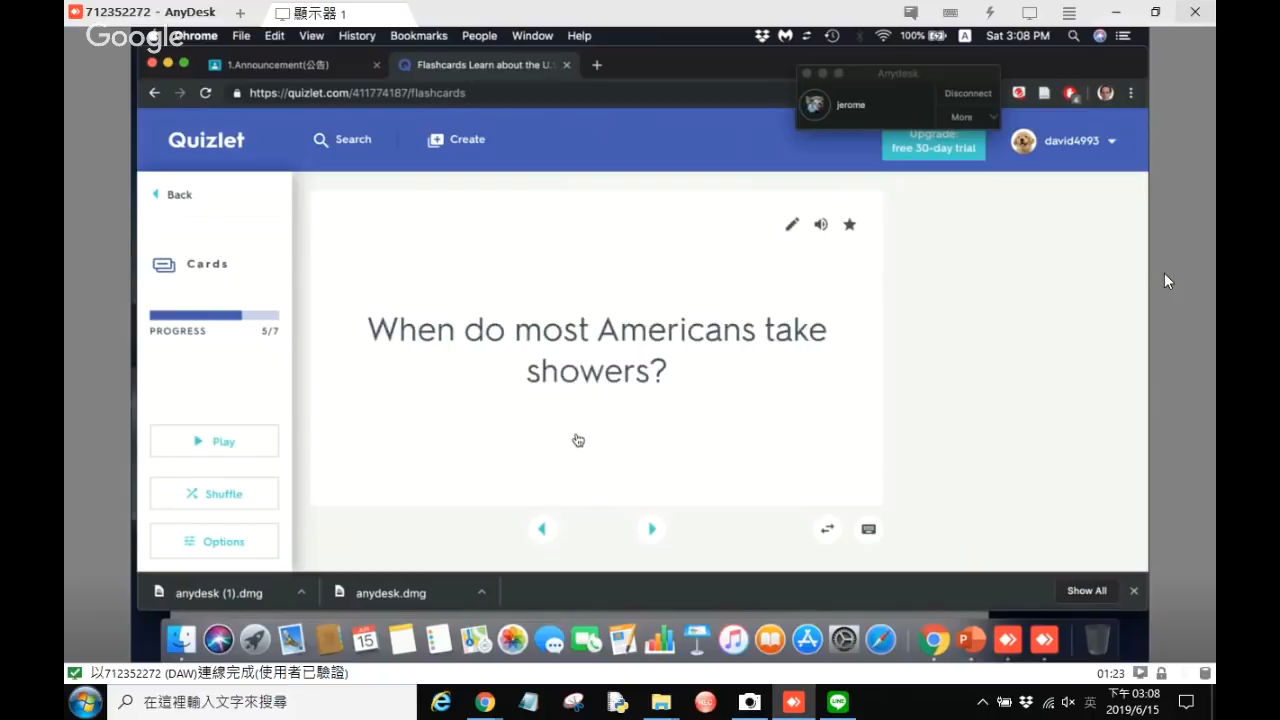 712352272 - AnyDesk
顯示器 1
Google
Chrome File Edit View History Bookmarks People Window Help
100% A Sat 3:08 PM
1.Announcement(公告)
Flashcards Learn about the U.
https://quizlet.com/411774187/flashcards
Anydesk
jerome
Disconnect
More
Quizlet
Search
Create
Upgrade:
free 30-day trial
david4993
Back
Cards
PROGRESS 5/7
When do most Americans take
showers?
Play
Shuffle
Options
anydesk (1).dmg
anydesk.dmg
Show All
JUN
15
以712352272 (DAW)連線完成(使用者已驗證)
01:23
在這裡輸入文字來搜尋
REC
LINE
英
下午 03:08
2019/6/15